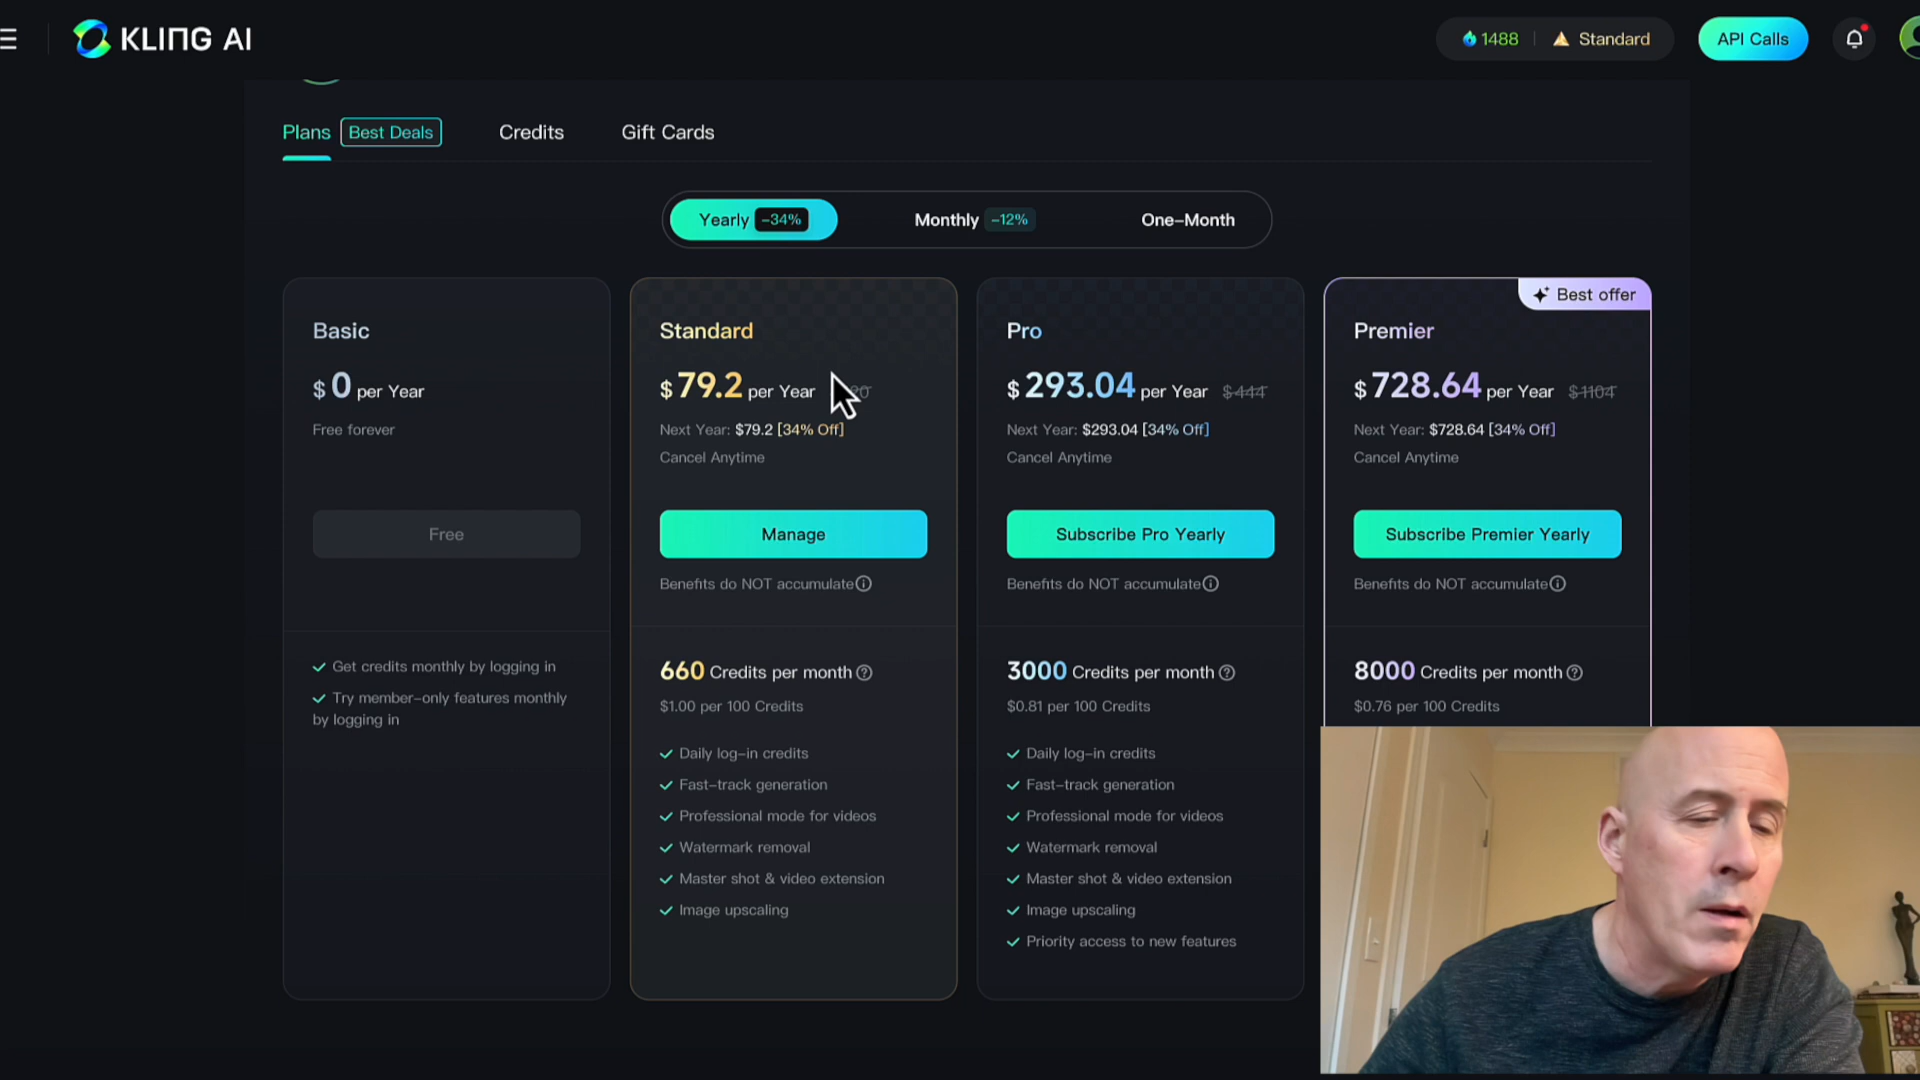 KLING AI
1488
Standard
API Calls
Plans
Best Deals
Credits
Gift Cards
Yearly -34%
Monthly -12%
One-Month
Basic
$ 0 per Year
Free forever
Free
✓ Get credits monthly by logging in
✓ Try member-only features monthly
by logging in
Standard
$ 79.2 per Year
Next Year: $79.2 [34% Off]
Cancel Anytime
Manage
Benefits do NOT accumulate
660 Credits per month
$1.00 per 100 Credits
✓ Daily log-in credits
✓ Fast-track generation
✓ Professional mode for videos
✓ Watermark removal
✓ Master shot & video extension
✓ Image upscaling
Pro
$ 293.04 per Year $444
Next Year: $293.04 [34% Off]
Cancel Anytime
Subscribe Pro Yearly
Benefits do NOT accumulate
3000 Credits per month
$0.81 per 100 Credits
✓ Daily log-in credits
✓ Fast-track generation
✓ Professional mode for videos
✓ Watermark removal
✓ Master shot & video extension
✓ Image upscaling
✓ Priority access to new features
Best offer
Premier
$ 728.64 per Year $1104
Next Year: $728.64 [34% Off]
Cancel Anytime
Subscribe Premier Yearly
Benefits do NOT accumulate
8000 Credits per month
$0.76 per 100 Credits